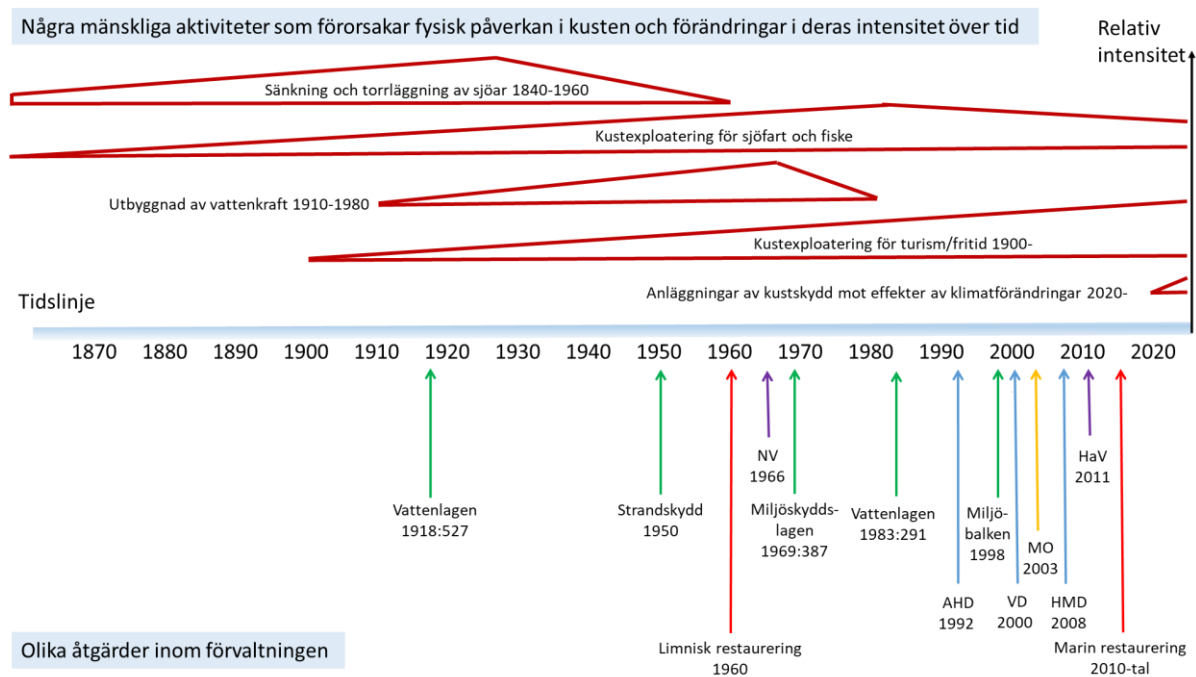 Några mänskliga aktiviteter som förorsakar fysisk påverkan i kusten och förändringar i deras intensitet över tid
Relativ
intensitet
Sänkning och torrläggning av sjöar 1840-1960
Kustexploatering för sjöfart och fiske
Utbyggnad av vattenkraft 1910-1980
Kustexploatering för turism/fritid 1900-
Anläggningar av kustskydd mot effekter av klimatförändringar 2020-
Tidslinje
1870 1880 1890 1900 1910 1920 1930 1940 1950 1960 1970 1980 1990 2000 2010 2020
Vattenlagen
1918:527
Strandskydd
1950
Limnisk restaurering
1960
NV
1966
Miljöskydds-
lagen
1969:387
Vattenlagen
1983:291
AHD
1992
Miljö-
balken
1998
VD
2000
MO
2003
HMD
2008
HaV
2011
Marin restaurering
2010-tal
Olika åtgärder inom förvaltningen